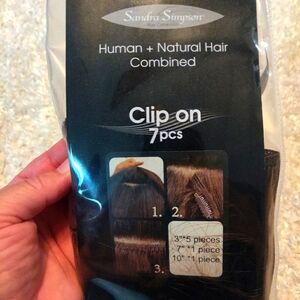 Sandra Simpson
Human + Natural Hair
Combined
Clip on
7pcs
1.
2.
3.
3"*5 pieces
7"*1 piece
10"*1 piece